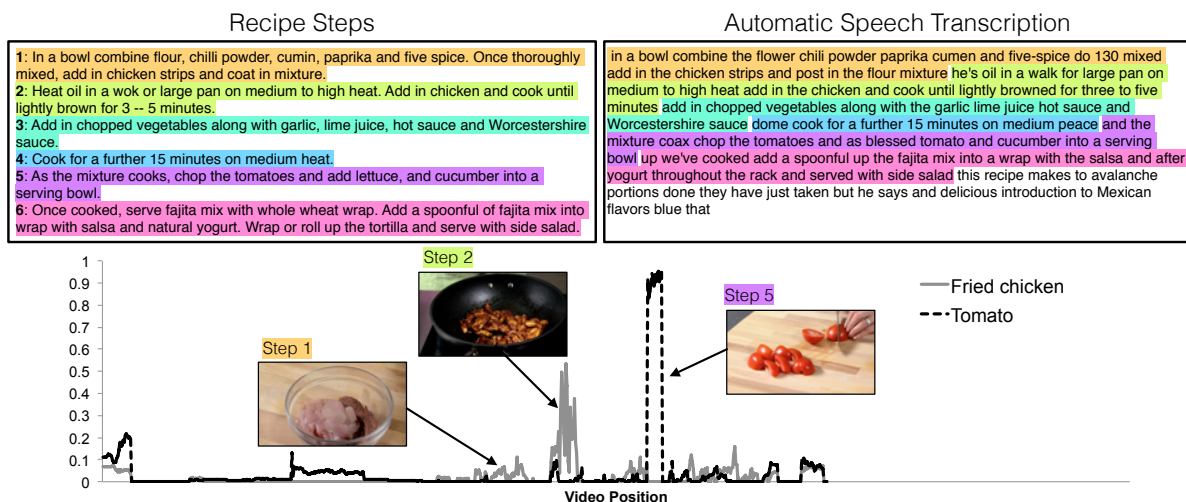 Recipe Steps
1: In a bowl combine flour, chilli powder, cumin, paprika and five spice. Once thoroughly
mixed, add in chicken strips and coat in mixture.
2: Heat oil in a wok or large pan on medium to high heat. Add in chicken and cook until
lightly brown for 3 -- 5 minutes.
3: Add in chopped vegetables along with garlic, lime juice, hot sauce and Worcestershire
sauce.
4: Cook for a further 15 minutes on medium heat.
5: As the mixture cooks, chop the tomatoes and add lettuce, and cucumber into a
serving bowl.
6: Once cooked, serve fajita mix with whole wheat wrap. Add a spoonful of fajita mix into
wrap with salsa and natural yogurt. Wrap or roll up the tortilla and serve with side salad.
Automatic Speech Transcription
in a bowl combine the flower chili powder paprika cumen and five-spice do 130 mixed
add in the chicken strips and post in the flour mixture he's oil in a walk for large pan on
medium to high heat add in the chicken and cook until lightly browned for three to five
minutes add in chopped vegetables along with the garlic lime juice hot sauce and
Worcestershire sauce dome cook for a further 15 minutes on medium peace and the
mixture coax chop the tomatoes and as blessed tomato and cucumber into a serving
bowl up we've cooked add a spoonful up the fajita mix into a wrap with the salsa and after
yogurt throughout the rack and served with side salad this recipe makes to avalanche
portions done they have just taken but he says and delicious introduction to Mexican
flavors blue that
1
0.9
0.8
0.7
0.6
0.5
0.4
0.3
0.2
0.1
0
Step 1
Step 2
Step 5
Fried chicken
Tomato
Video Position